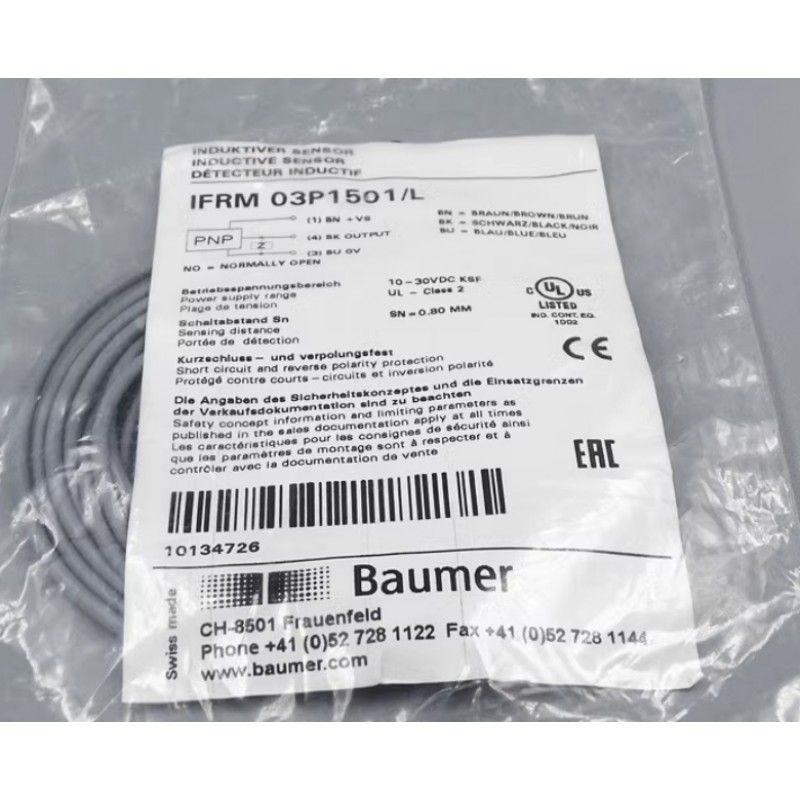 INDUKTIVER SENSOR
INDUCTIVE SENSOR
DÉTECTEUR INDUCTIF
IFRM 03P1501/L
(1) BN +VS
PNP
Z
(4) BK OUTPUT
(3) BU 0V
NO = NORMALLY OPEN
BN = BRAUN/BROWN/BRUN
BK = SCHWARZ/BLACK/NOIR
BU = BLAU/BLUE/BLEU
Betriebsspannungsbereich
Power supply range
Plage de tension
10-30VDC KSF
UL - Class 2
Schaltabstand Sn
Sensing distance
Portée de détection
SN = 0.80 MM
C UL US
LISTED
IND. CONT. EQ.
1002
Kurzschluss- und verpolungsfest
Short circuit and reverse polarity protection
Protégé contre courts-circuits et inversion polarité
CE
Die Angaben des Sicherheitskonzeptes und die Einsatzgrenzen
der Verkaufsdokumentation sind zu beachten
Safety concept information and limiting parameters as
published in the sales documentation apply at all times
Les caractéristiques pour les consignes de sécurité ainsi
que les paramètres de montage sont à respecter et à
contrôler avec la documentation de vente
EAC
10134726
Swiss made
Baumer
CH-8501 Frauenfeld
Phone +41 (0)52 728 1122 Fax +41 (0)52 728 1144
www.baumer.com